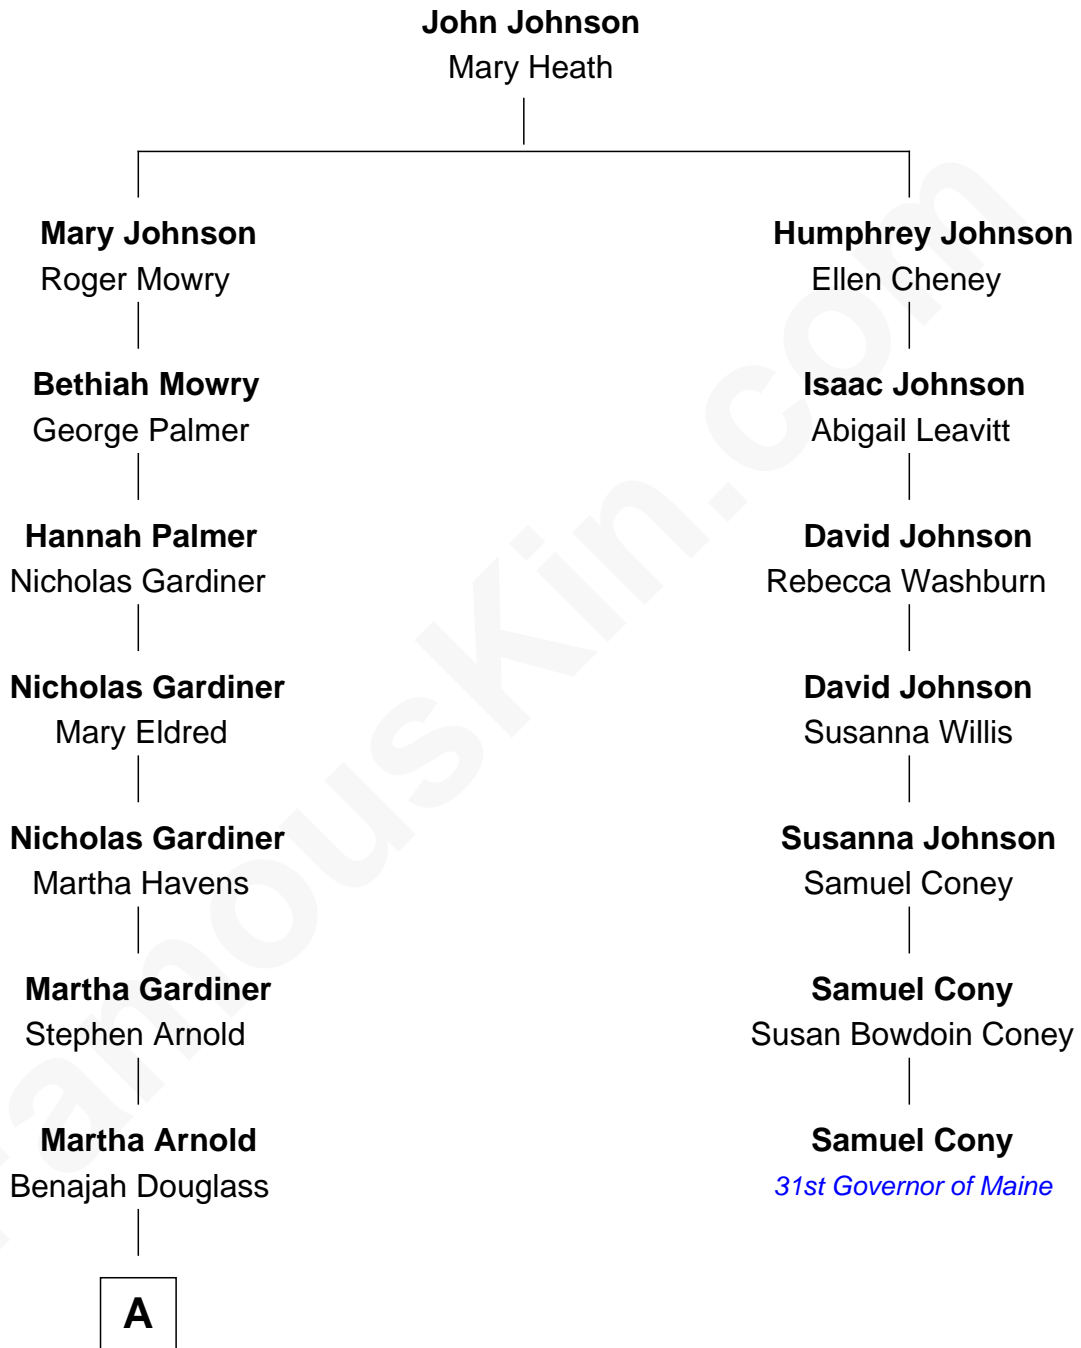 John Johnson
Mary Heath
Mary Johnson
Roger Mowry
Humphrey Johnson
Ellen Cheney
Bethiah Mowry
George Palmer
Isaac Johnson
Abigail Leavitt
Hannah Palmer
Nicholas Gardiner
David Johnson
Rebecca Washburn
Nicholas Gardiner
Mary Eldred
David Johnson
Susanna Willis
Nicholas Gardiner
Martha Havens
Susanna Johnson
Samuel Coney
Martha Gardiner
Stephen Arnold
Samuel Cony
Susan Bowdoin Coney
Martha Arnold
Benajah Douglass
Samuel Cony
31st Governor of Maine
A
FamousKin.com